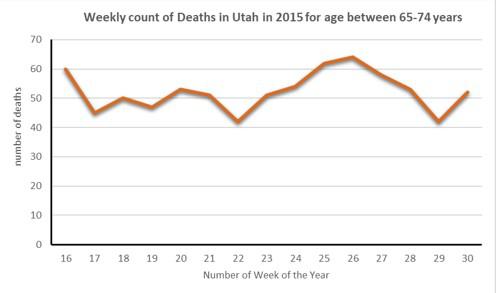 Weekly count of Deaths in Utah in 2015 for age between 65-74 years
70
60
50
40
30
20
10
0
number of deaths
16 17 18 19 20 21 22 23 24 25 26 27 28 29 30
Number of Week of the Year